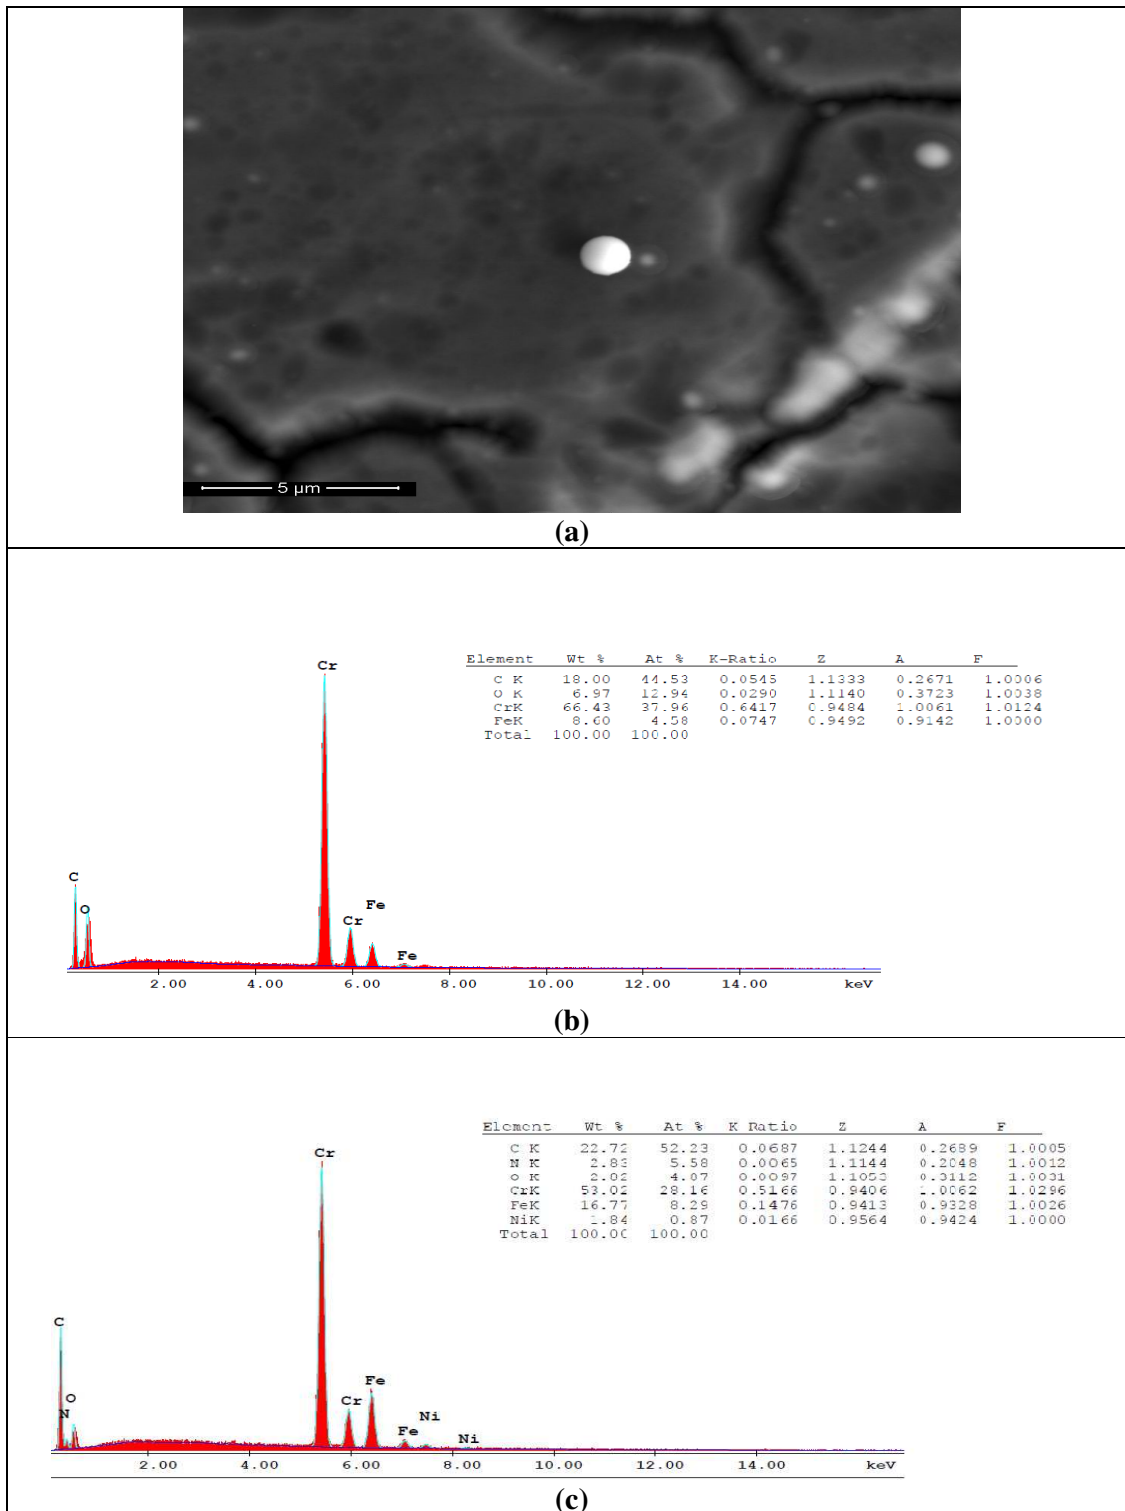 5 µm
(a)
Element Wt % At % K-Ratio Z A F
C K 18.00 44.53 0.0545 1.1333 0.2671 1.0006
O K 6.97 12.94 0.0290 1.1140 0.3723 1.0038
CrK 66.43 37.96 0.6417 0.9484 1.0061 1.0124
FeK 8.60 4.58 0.0747 0.9492 0.9142 1.0000
Total 100.00 100.00
Cr
C
O
Cr
Fe
Fe
2.00 4.00 6.00 8.00 10.00 12.00 14.00 keV
(b)
Element Wt % At % K Ratio Z A F
C K 22.72 52.23 0.0687 1.1244 0.2689 1.0005
N K 2.83 5.58 0.0065 1.1144 0.2048 1.0012
O K 2.02 4.07 0.0097 1.1053 0.3112 1.0031
CrK 53.02 28.16 0.5166 0.9406 1.0062 1.0296
FeK 16.77 8.29 0.1476 0.9413 0.9328 1.0026
NiK 1.84 0.87 0.0166 0.9564 0.9424 1.0000
Total 100.00 100.00
Cr
C
N
O
Cr
Fe
Fe
Ni
Ni
2.00 4.00 6.00 8.00 10.00 12.00 14.00 keV
(c)